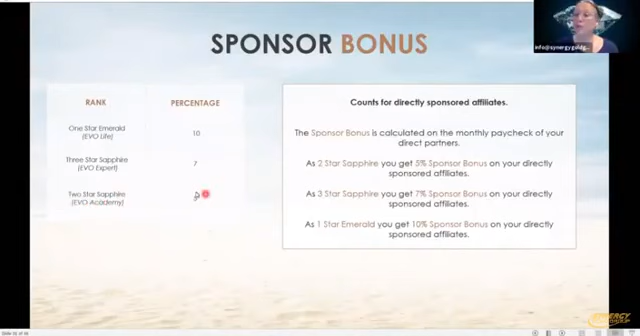 SPONSOR BONUS
RANK
PERCENTAGE
One Star Emerald
(EVO Life)
10
Three Star Sapphire
(EVO Expert)
7
Two Star Sapphire
(EVO Academy)
Counts for directly sponsored affiliates.
The Sponsor Bonus is calculated on the monthly paycheck of your
direct partners.
As 2 Star Sapphire you get 5% Sponsor Bonus on your directly
sponsored affiliates.
As 3 Star Sapphire you get 7% Sponsor Bonus on your directly
sponsored affiliates.
As 1 Star Emerald you get 10% Sponsor Bonus on your directly
sponsored affiliates.
SYNERGY